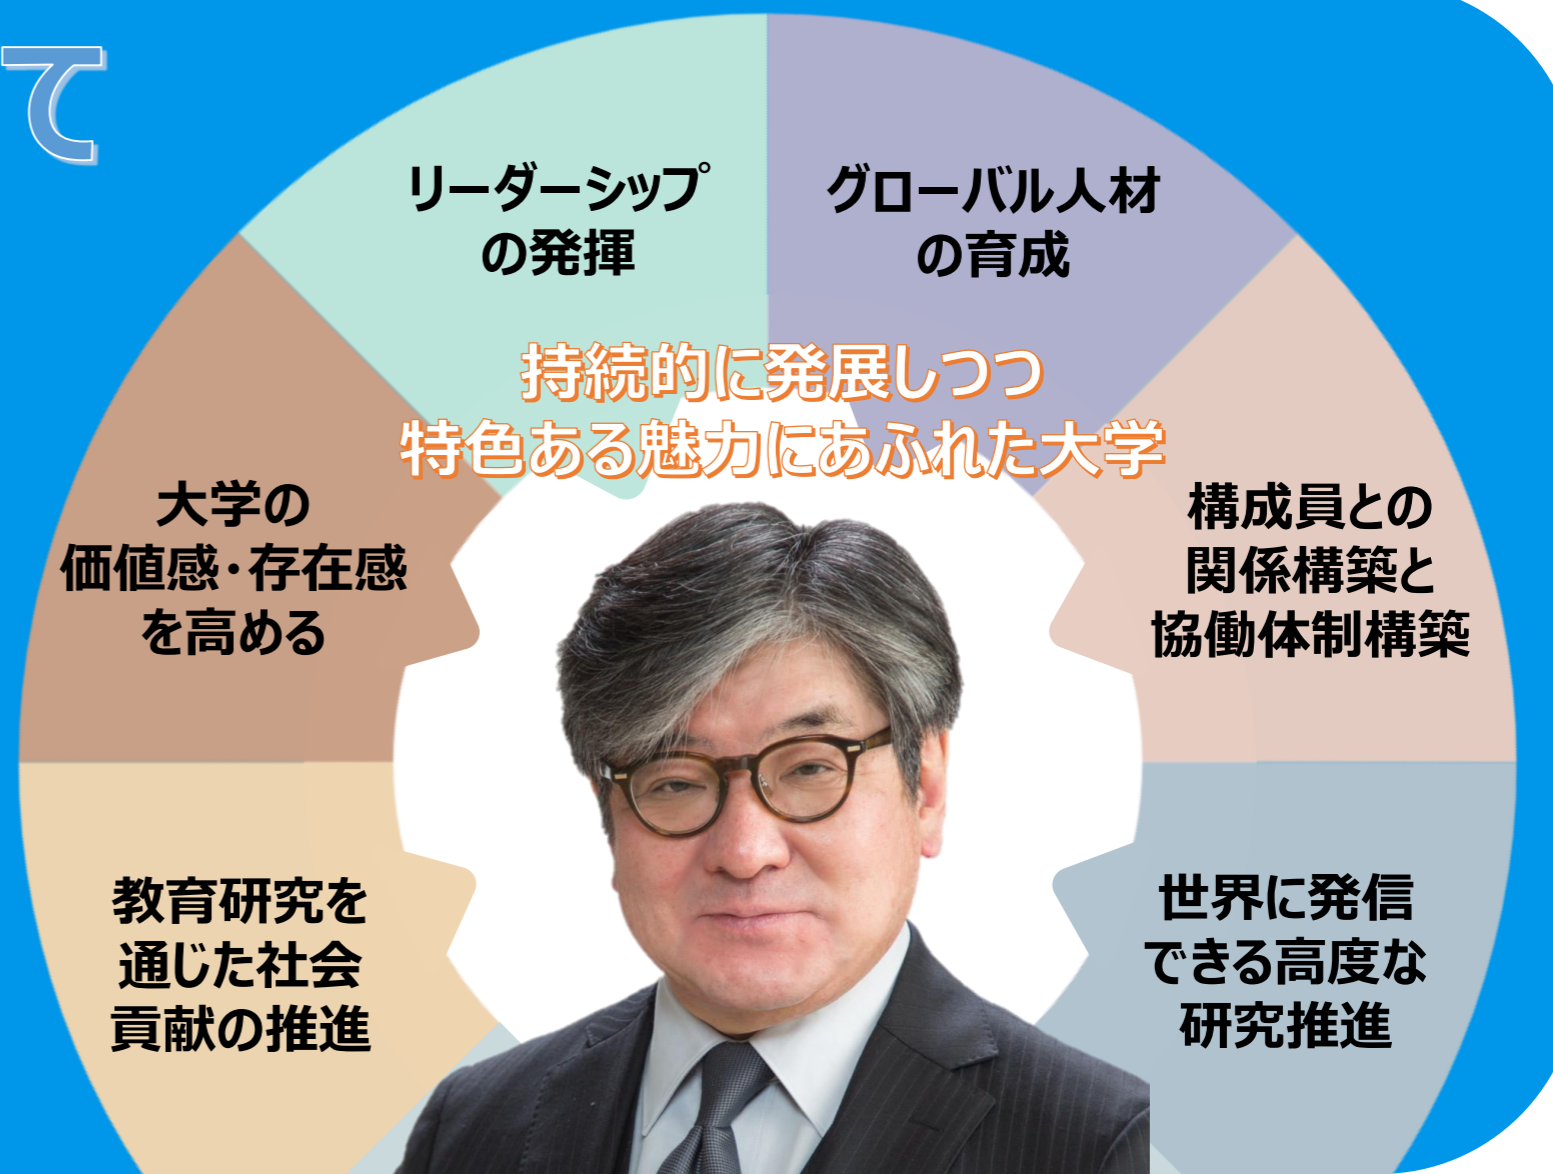 て
リーダーシップ
の発揮
グローバル人材
の育成
持続的に発展しつつ
特色ある魅力にあふれた大学
大学の
価値感・存在感
を高める
構成員との
関係構築と
協働体制構築
教育研究を
通じた社会
貢献の推進
世界に発信
できる高度な
研究推進